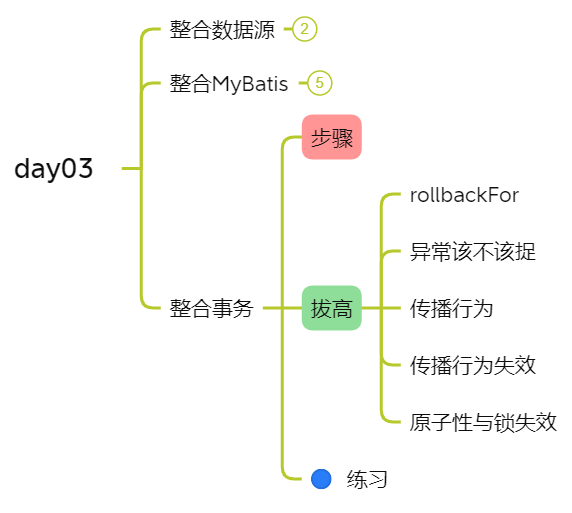 整合数据源
2
整合MyBatis
5
day03
步骤
rollbackFor
异常该不该捉
整合事务
拔高
传播行为
传播行为失效
原子性与锁失效
练习